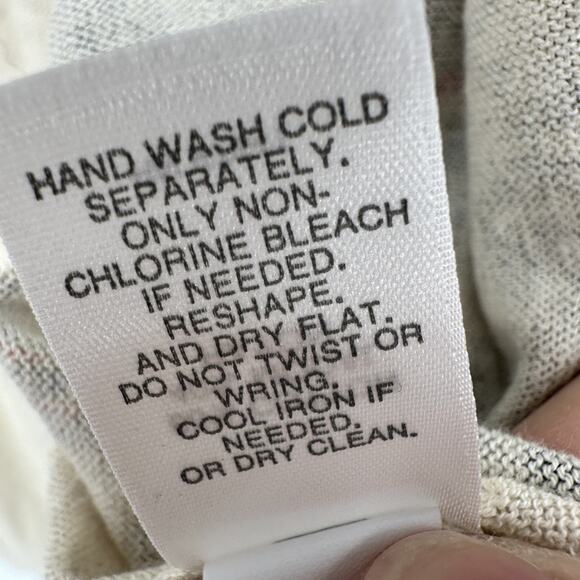 HAND WASH COLD
SEPARATELY.
ONLY NON-
CHLORINE BLEACH
IF NEEDED.
RESHAPE.
AND DRY FLAT.
DO NOT TWIST OR
WRING.
COOL IRON IF
NEEDED.
OR DRY CLEAN.